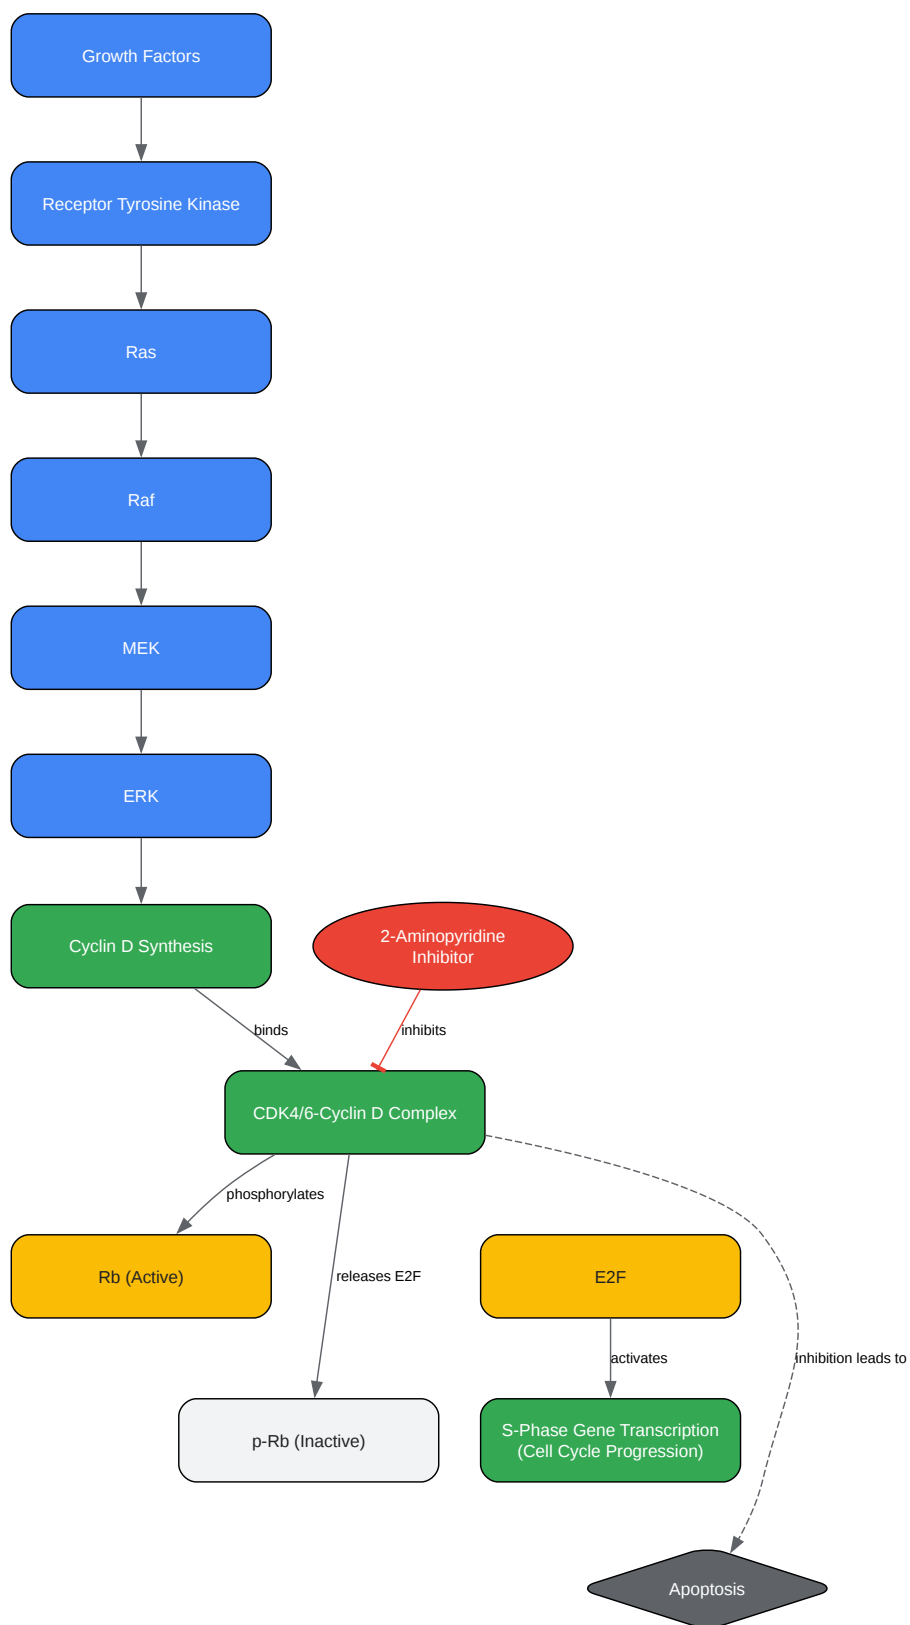 Growth Factors
Receptor Tyrosine Kinase
Ras
Raf
MEK
ERK
Cyclin D Synthesis
2-Aminopyridine
Inhibitor
binds
inhibits
CDK4/6-Cyclin D Complex
phosphorylates
Rb (Active)
releases E2F
E2F
activates
inhibition leads to
p-Rb (Inactive)
S-Phase Gene Transcription
(Cell Cycle Progression)
Apoptosis